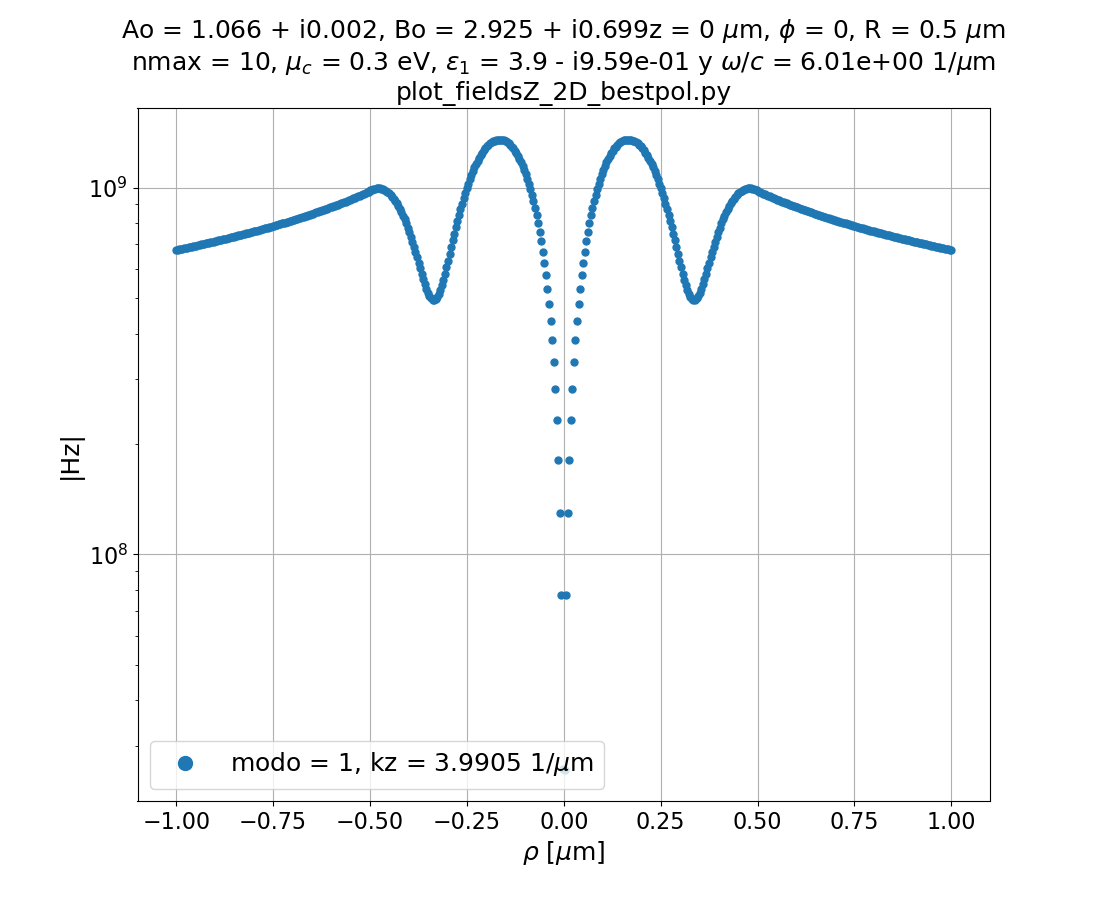 Ao = 1.066 + i0.002, Bo = 2.925 + i0.699z = 0 μm, ϕ = 0, R = 0.5 μm
nmax = 10, μ_c = 0.3 eV, ε₁ = 3.9 - i9.59e-01 y ω/c = 6.01e+00 1/μm
plot_fieldsZ_2D_bestpol.py
10⁹
|Hz|
10⁸
modo = 1, kz = 3.9905 1/μm
−1.00 −0.75 −0.50 −0.25 0.00 0.25 0.50 0.75 1.00
ρ [μm]